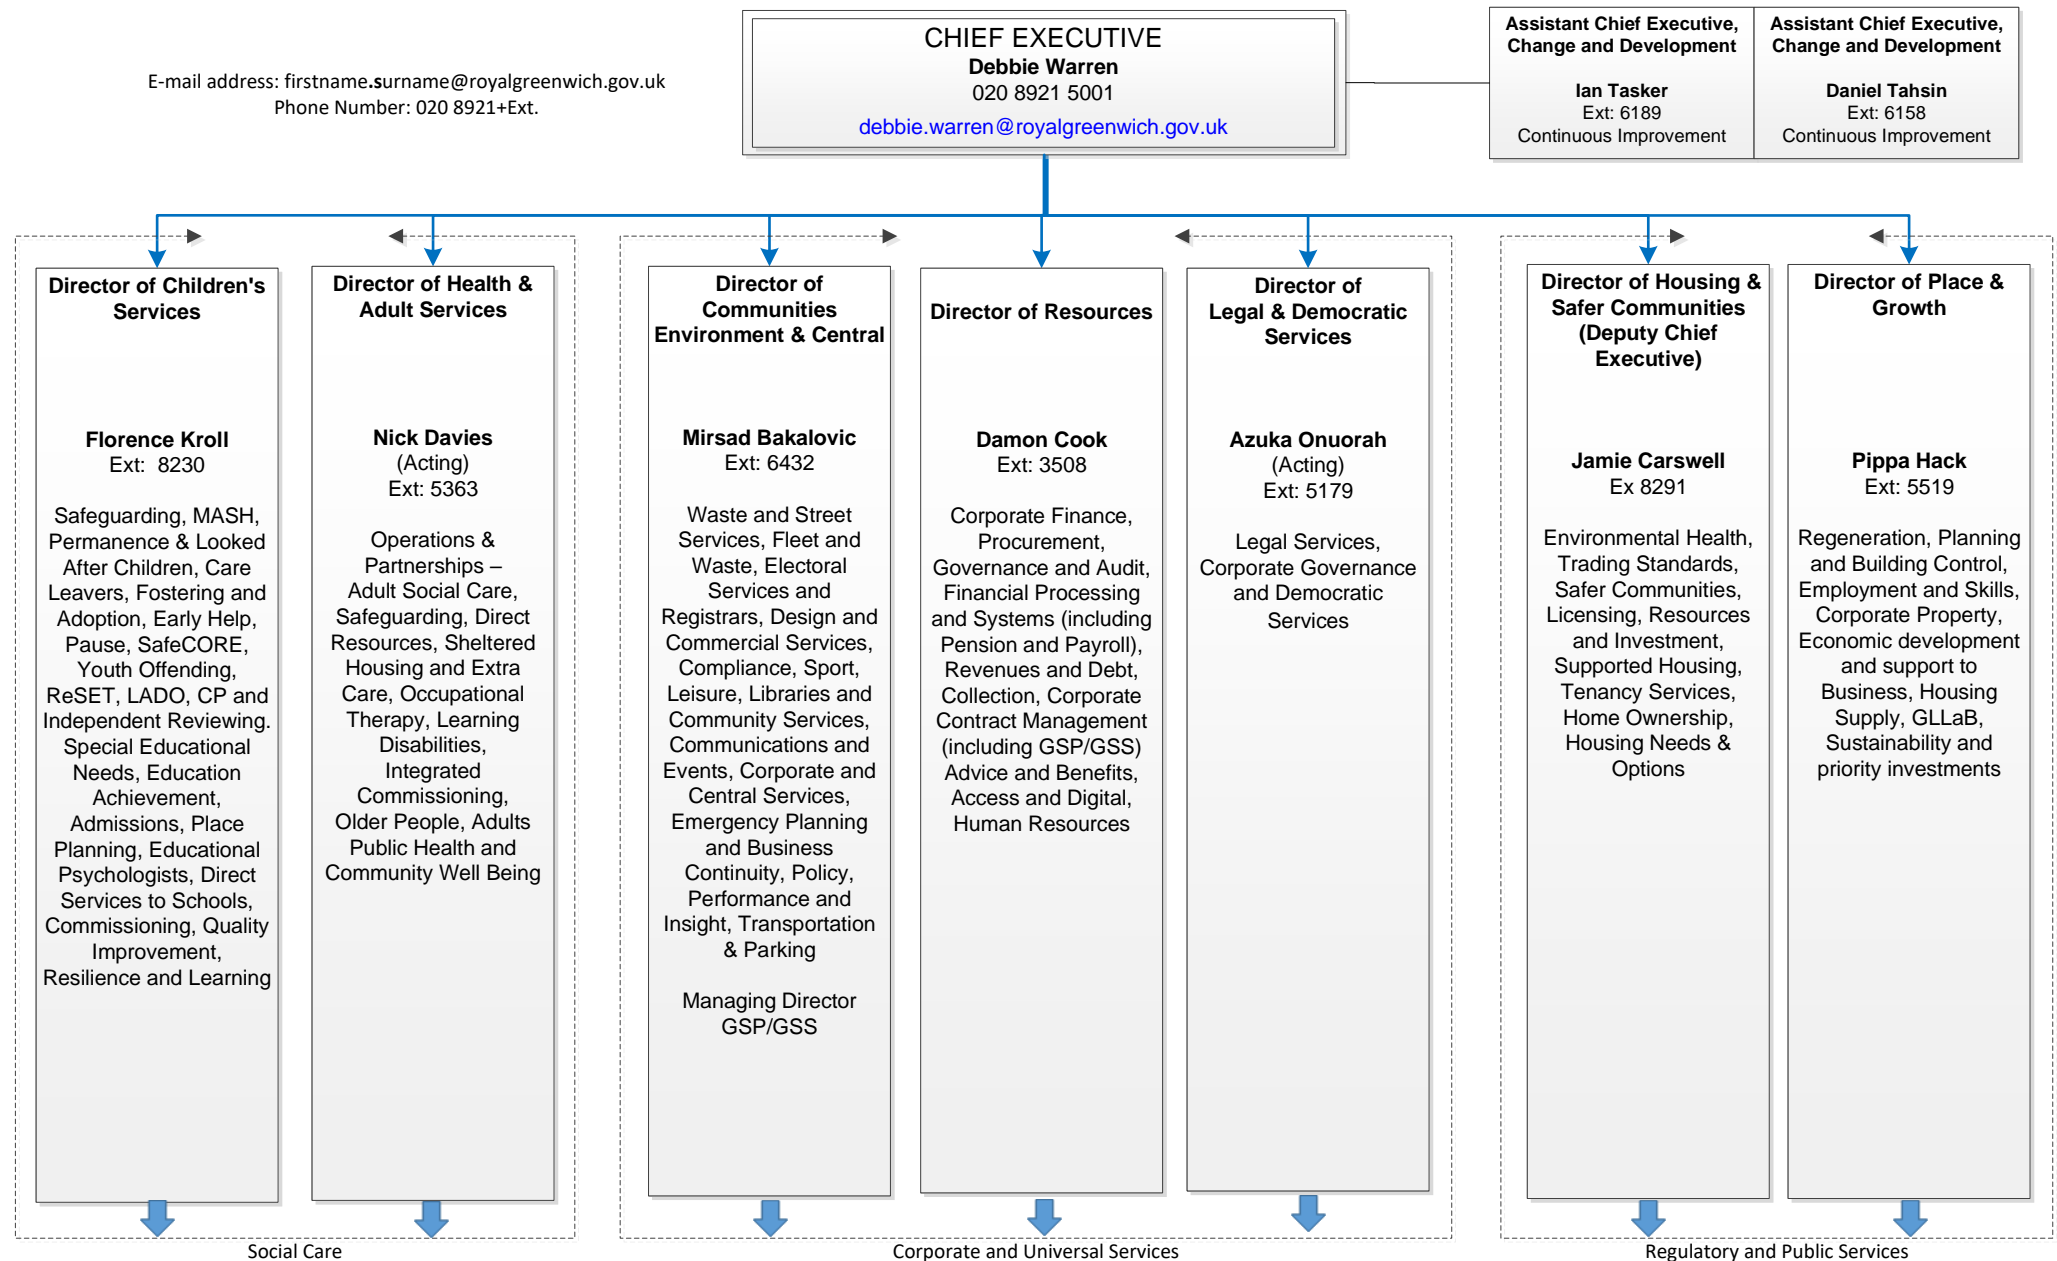 E-mail address: firstname.surname@royalgreenwich.gov.uk
Phone Number: 020 8921+Ext.
CHIEF EXECUTIVE
Debbie Warren
020 8921 5001
debbie.warren@royalgreenwich.gov.uk
Assistant Chief Executive,
Change and Development
Ian Tasker
Ext: 6189
Continuous Improvement
Assistant Chief Executive,
Change and Development
Daniel Tahsin
Ext: 6158
Continuous Improvement
Director of Children's
Services
Florence Kroll
Ext:  8230
Safeguarding, MASH,
Permanence & Looked
After Children, Care
Leavers, Fostering and
Adoption, Early Help,
Pause, SafeCORE,
Youth Offending,
ReSET, LADO, CP and
Independent Reviewing.
Special Educational
Needs, Education
Achievement,
Admissions, Place
Planning, Educational
Psychologists, Direct
Services to Schools,
Commissioning, Quality
Improvement,
Resilience and Learning
Director of Health &
Adult Services
Nick Davies
(Acting)
Ext: 5363
Operations &
Partnerships –
Adult Social Care,
Safeguarding, Direct
Resources, Sheltered
Housing and Extra
Care, Occupational
Therapy, Learning
Disabilities,
Integrated
Commissioning,
Older People, Adults
Public Health and
Community Well Being
Director of
Communities
Environment & Central
Mirsad Bakalovic
Ext: 6432
Waste and Street
Services, Fleet and
Waste, Electoral
Services and
Registrars, Design and
Commercial Services,
Compliance, Sport,
Leisure, Libraries and
Community Services,
Communications and
Events, Corporate and
Central Services,
Emergency Planning
and Business
Continuity, Policy,
Performance and
Insight, Transportation
& Parking
Managing Director
GSP/GSS
Director of Resources
Damon Cook
Ext: 3508
Corporate Finance,
Procurement,
Governance and Audit,
Financial Processing
and Systems (including
Pension and Payroll),
Revenues and Debt,
Collection, Corporate
Contract Management
(including GSP/GSS)
Advice and Benefits,
Access and Digital,
Human Resources
Director of
Legal & Democratic
Services
Azuka Onuorah
(Acting)
Ext: 5179
Legal Services,
Corporate Governance
and Democratic
Services
Director of Housing &
Safer Communities
(Deputy Chief
Executive)
Jamie Carswell
Ex 8291
Environmental Health,
Trading Standards,
Safer Communities,
Licensing, Resources
and Investment,
Supported Housing,
Tenancy Services,
Home Ownership,
Housing Needs &
Options
Director of Place &
Growth
Pippa Hack
Ext: 5519
Regeneration, Planning
and Building Control,
Employment and Skills,
Corporate Property,
Economic development
and support to
Business, Housing
Supply, GLLaB,
Sustainability and
priority investments
Social Care
Corporate and Universal Services
Regulatory and Public Services